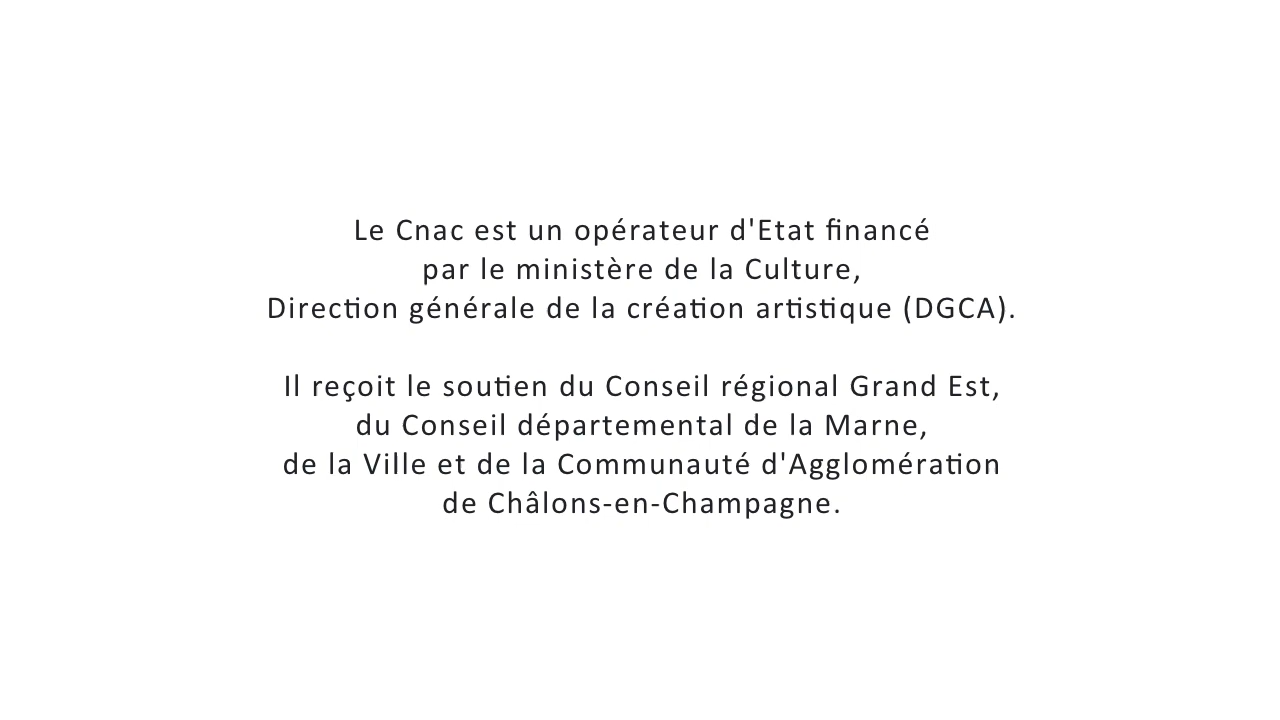 Le Cnac est un opérateur d'Etat financé
par le ministère de la Culture,
Direction générale de la création artistique (DGCA).
Il reçoit le soutien du Conseil régional Grand Est,
du Conseil départemental de la Marne,
de la Ville et de la Communauté d'Agglomération
de Châlons-en-Champagne.